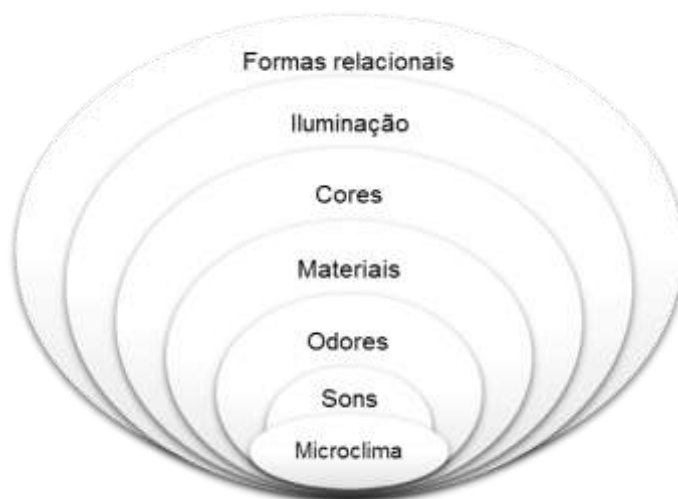 Formas relacionais
Iluminação
Cores
Materiais
Odores
Sons
Microclima